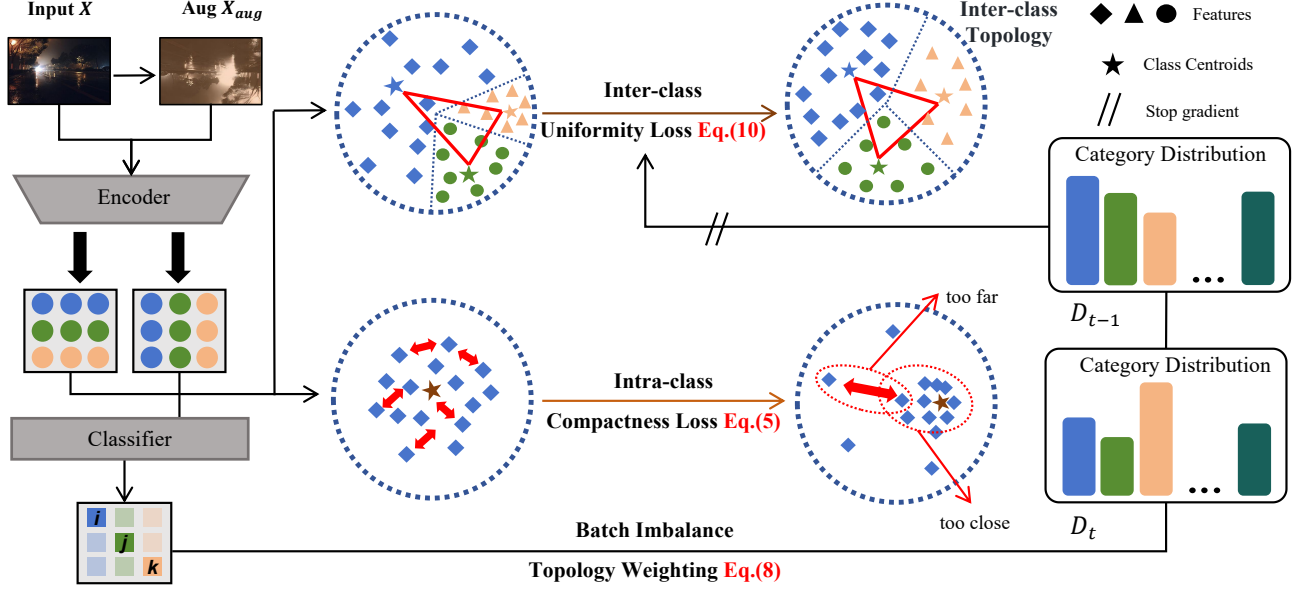 Input X
Aug X_aug
Encoder
Classifier
i
j
k
Inter-class
Uniformity Loss Eq.(10)
Inter-class
Topology
Features
Class Centroids
Stop gradient
Category Distribution
...
D_{t-1}
Intra-class
Compactness Loss Eq.(5)
too far
too close
Category Distribution
...
D_t
Batch Imbalance
Topology Weighting Eq.(8)